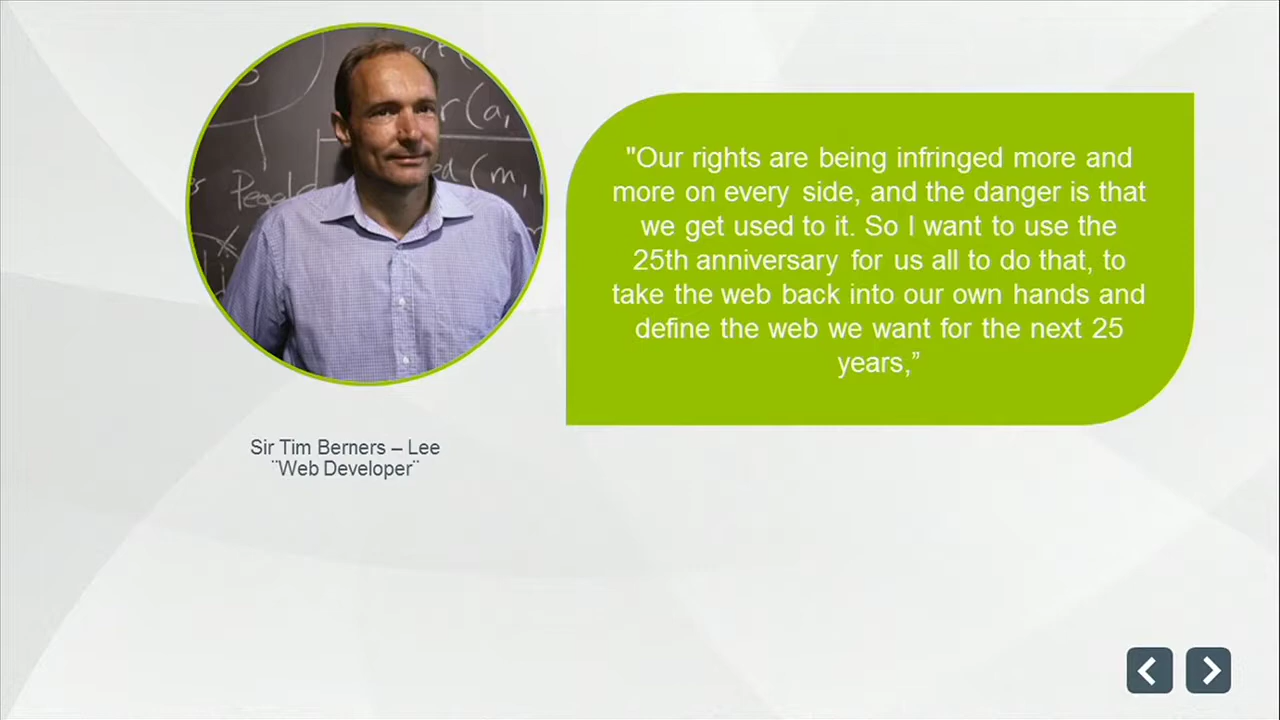 "Our rights are being infringed more and
more on every side, and the danger is that
we get used to it. So I want to use the
25th anniversary for us all to do that, to
take the web back into our own hands and
define the web we want for the next 25
years,”
Sir Tim Berners – Lee
¨Web Developer¨